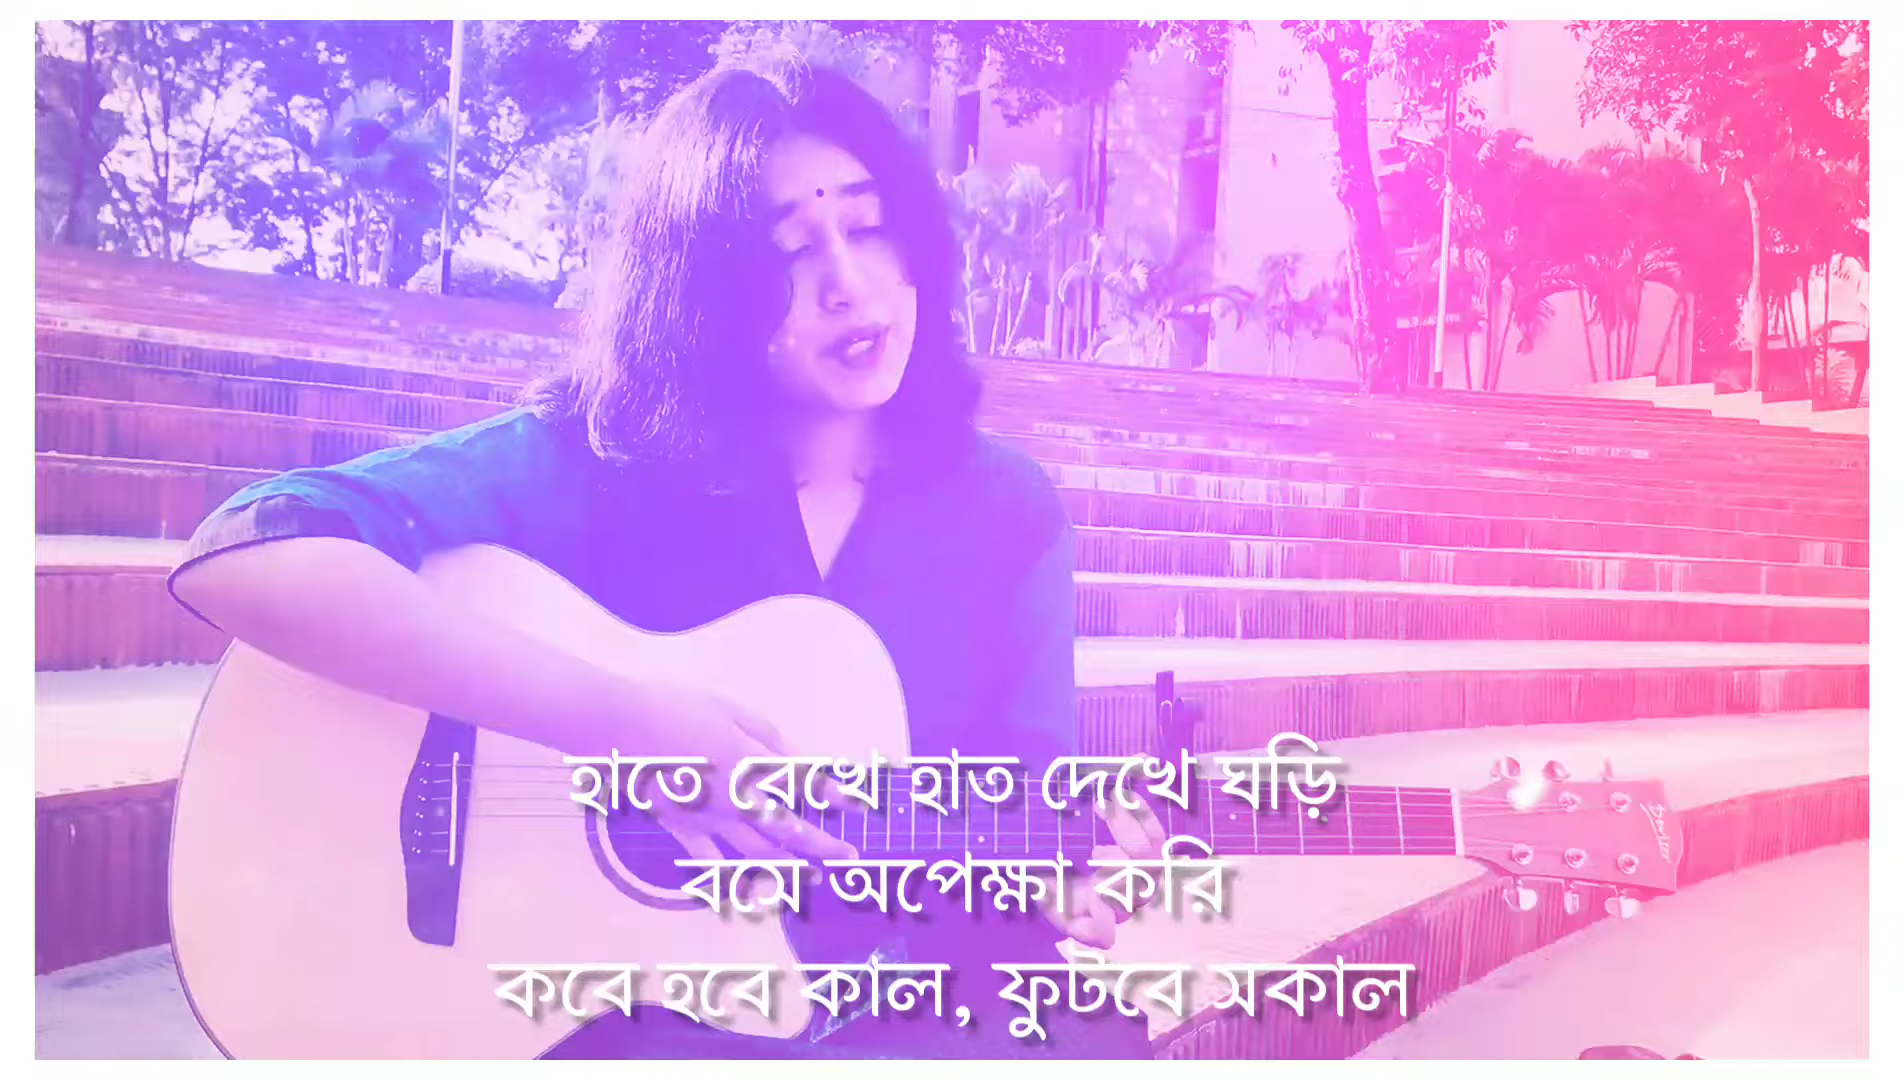 হাতে রেখে হাত দেখে ঘড়ি
বসে অপেক্ষা করি
কবে হবে কাল, ফুটবে সকাল